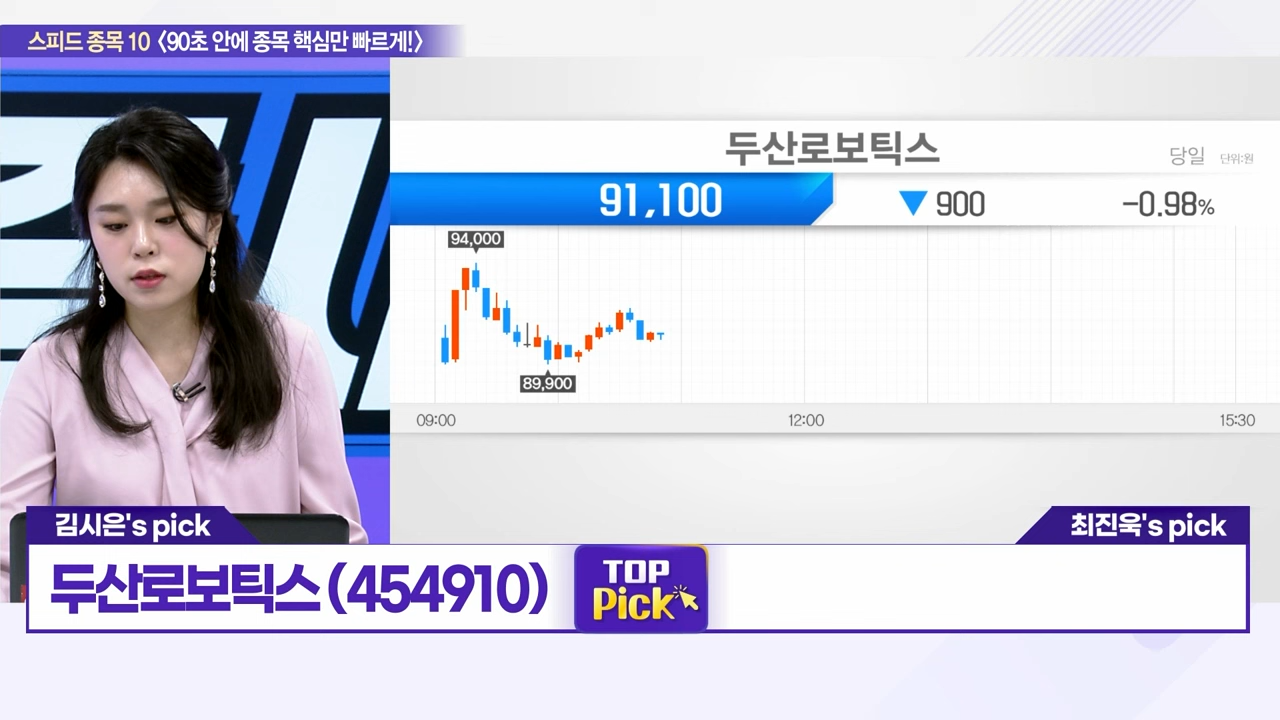 스피드 종목 10 〈90초 안에 종목 핵심만 빠르게!〉
두산로보틱스
당일 단위:원
91,100 ▼ 900 -0.98%
94,000
89,900
09:00 12:00 15:30
김시은's pick
최진욱's pick
두산로보틱스 (454910)
TOP
Pick